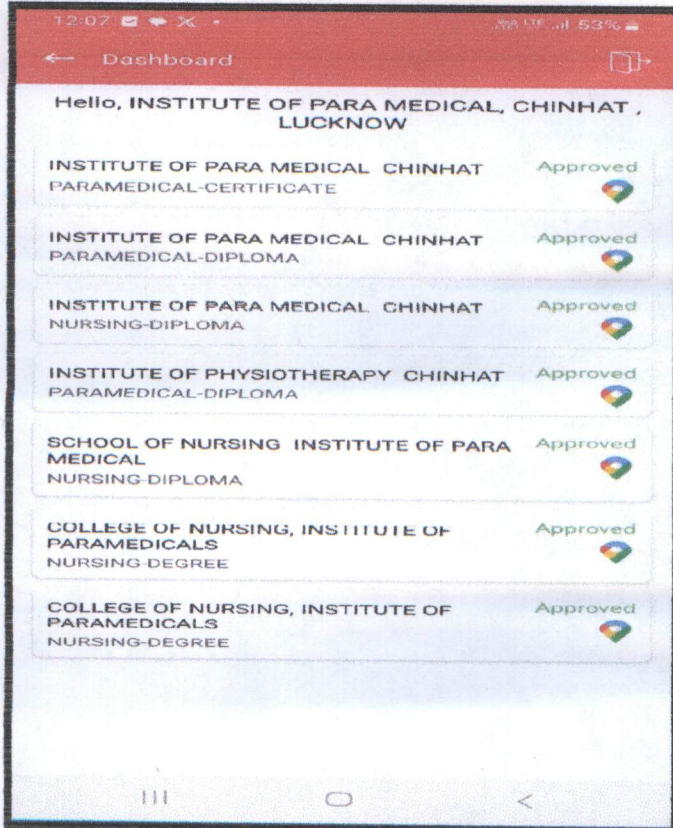 12:07
53%
Dashboard
Hello, INSTITUTE OF PARA MEDICAL, CHINHAT ,
LUCKNOW
INSTITUTE OF PARA MEDICAL CHINHAT Approved
PARAMEDICAL-CERTIFICATE
INSTITUTE OF PARA MEDICAL CHINHAT Approved
PARAMEDICAL-DIPLOMA
INSTITUTE OF PARA MEDICAL CHINHAT Approved
NURSING-DIPLOMA
INSTITUTE OF PHYSIOTHERAPY CHINHAT Approved
PARAMEDICAL-DIPLOMA
SCHOOL OF NURSING INSTITUTE OF PARA Approved
MEDICAL
NURSING-DIPLOMA
COLLEGE OF NURSING, INSTITUTE OF Approved
PARAMEDICALS
NURSING-DEGREE
COLLEGE OF NURSING, INSTITUTE OF Approved
PARAMEDICALS
NURSING-DEGREE